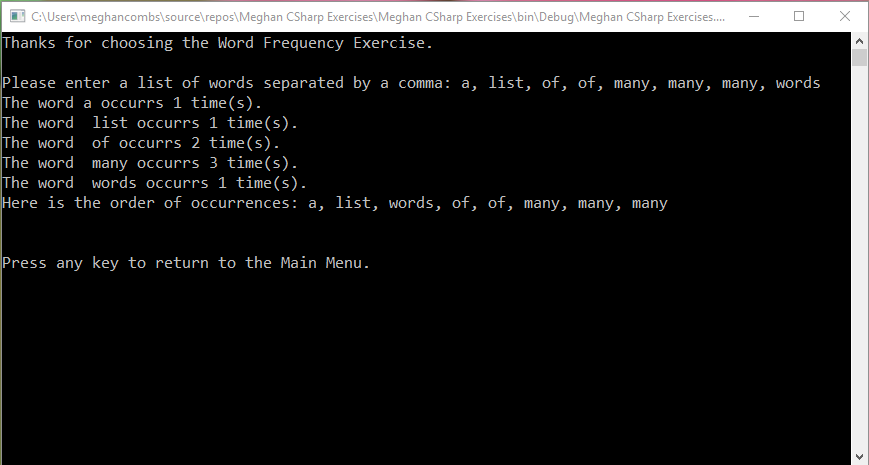 C:\Users\meghancombs\source\repos\Meghan CSharp Exercises\Meghan CSharp Exercises\bin\Debug\Meghan CSharp Exercises....
Thanks for choosing the Word Frequency Exercise.
Please enter a list of words separated by a comma: a, list, of, of, many, many, many, words
The word a occurrs 1 time(s).
The word  list occurrs 1 time(s).
The word  of occurrs 2 time(s).
The word  many occurrs 3 time(s).
The word  words occurrs 1 time(s).
Here is the order of occurrences: a, list, words, of, of, many, many, many
Press any key to return to the Main Menu.